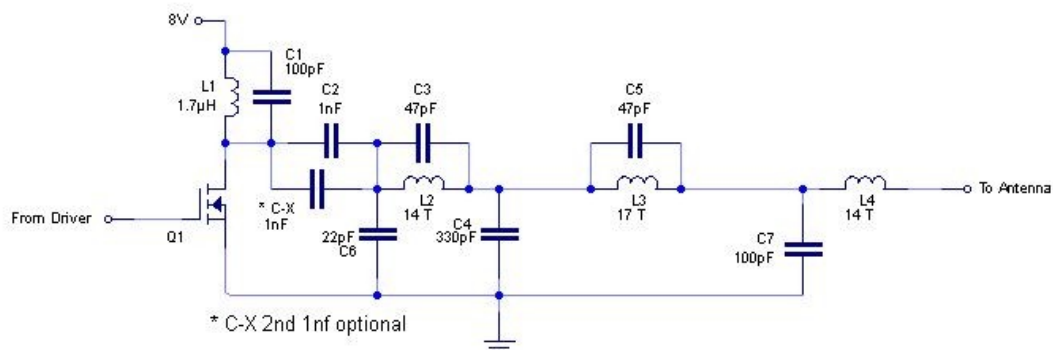 8V
C1
100pF
L1
1.7µH
C2
1nF
C3
47pF
C5
47pF
* C-X
1nF
L2
14 T
L3
17 T
L4
14 T
To Antenna
From Driver
Q1
22pF
C6
C4
330pF
C7
100pF
* C-X 2nd 1nf optional